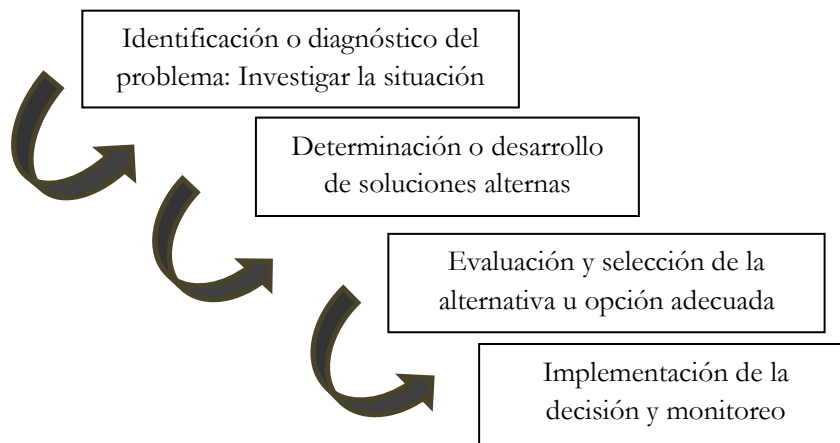 Identificación o diagnóstico del
problema: Investigar la situación
Determinación o desarrollo
de soluciones alternas
Evaluación y selección de la
alternativa u opción adecuada
Implementación de la
decisión y monitoreo